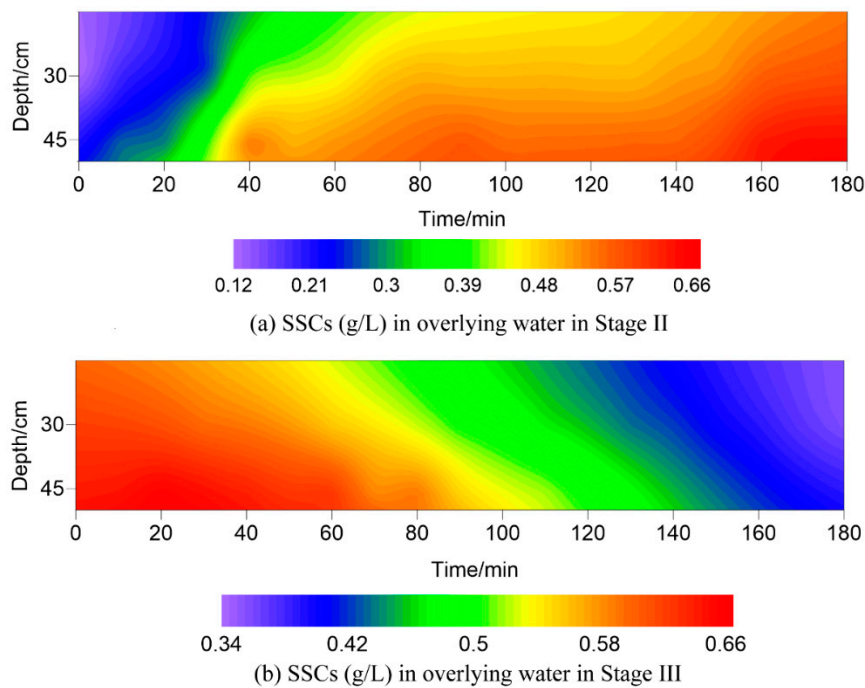 Depth/cm
30
45
0 20 40 60 80 100 120 140 160 180
Time/min
0.12 0.21 0.3 0.39 0.48 0.57 0.66
(a) SSCs (g/L) in overlying water in Stage II
Depth/cm
30
45
0 20 40 60 80 100 120 140 160 180
Time/min
0.34 0.42 0.5 0.58 0.66
(b) SSCs (g/L) in overlying water in Stage III